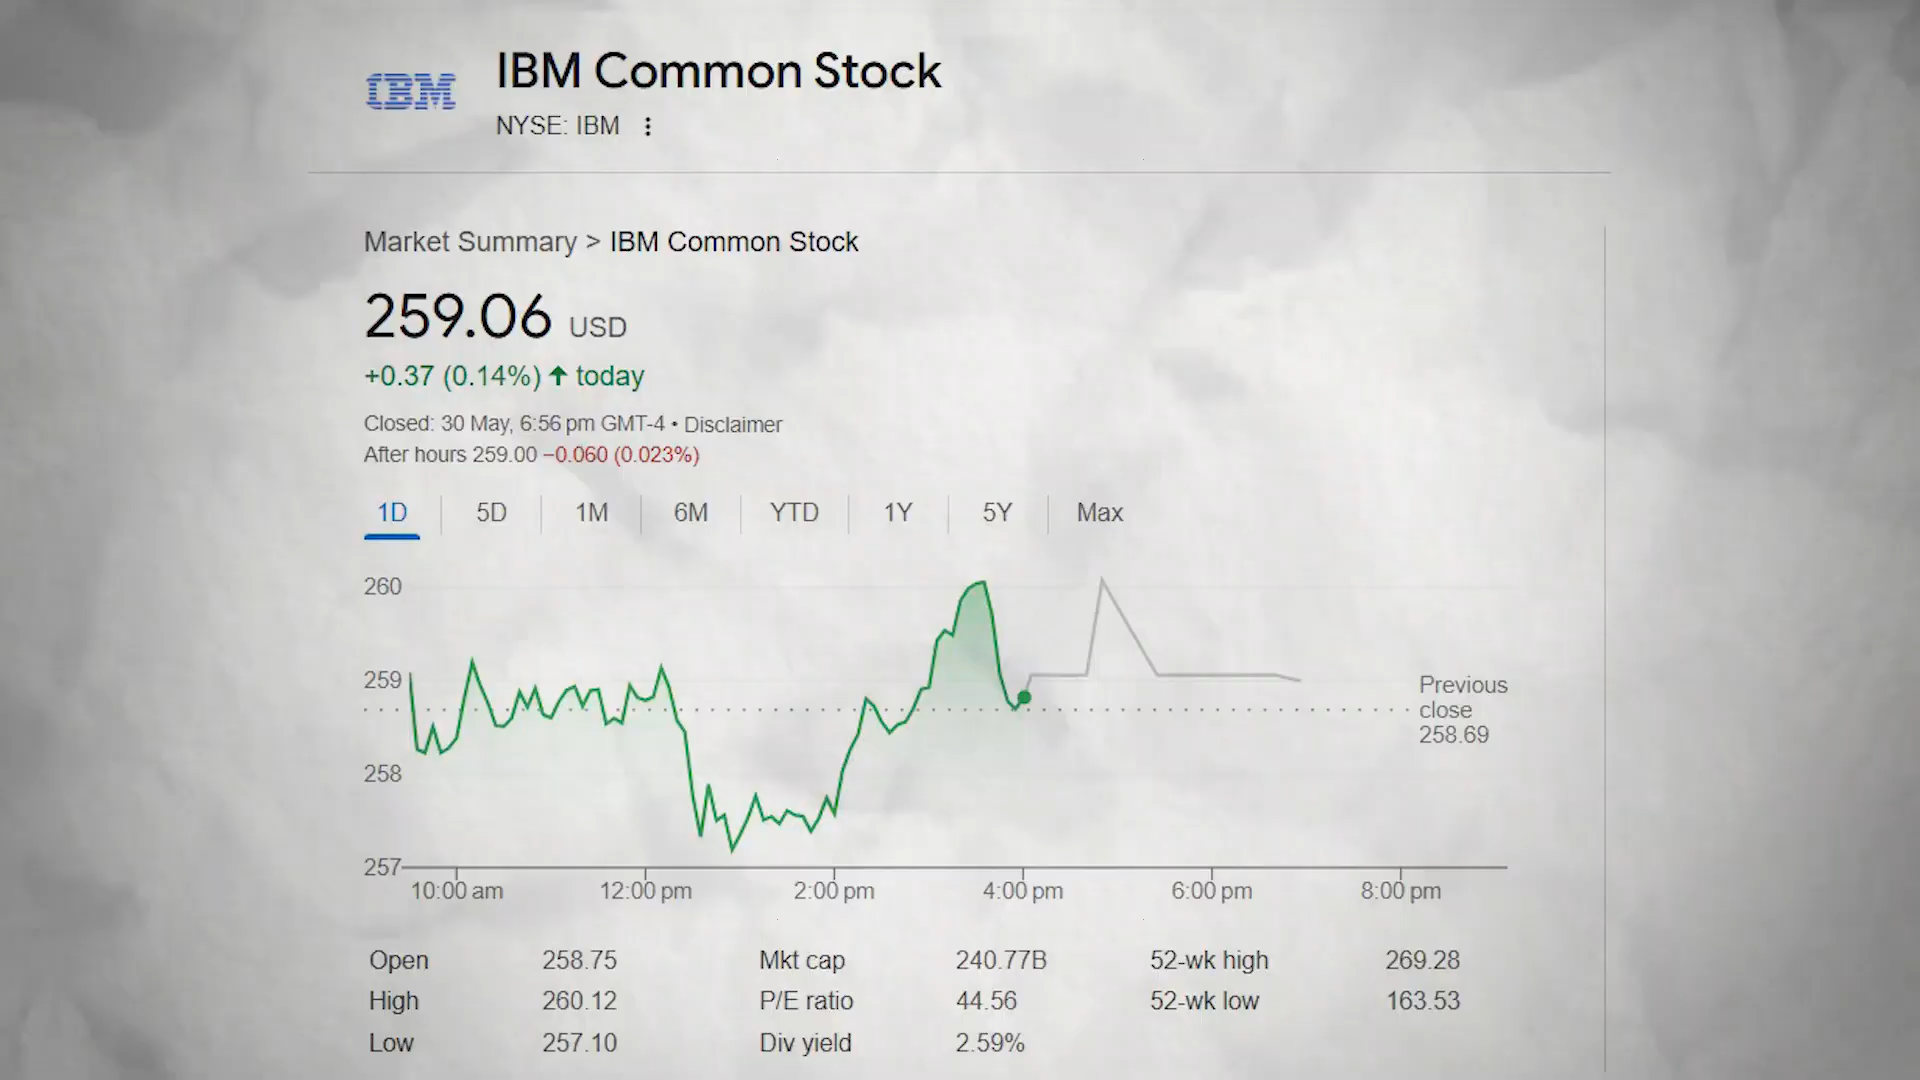 IBM
IBM Common Stock
NYSE: IBM
Market Summary > IBM Common Stock
259.06 USD
+0.37 (0.14%) ↑ today
Closed: 30 May, 6:56 pm GMT-4 • Disclaimer
After hours 259.00 −0.060 (0.023%)
1D 5D 1M 6M YTD 1Y 5Y Max
260
259
258
257
Previous
close
258.69
10:00 am 12:00 pm 2:00 pm 4:00 pm 6:00 pm 8:00 pm
Open 258.75 Mkt cap 240.77B 52-wk high 269.28
High 260.12 P/E ratio 44.56 52-wk low 163.53
Low 257.10 Div yield 2.59%